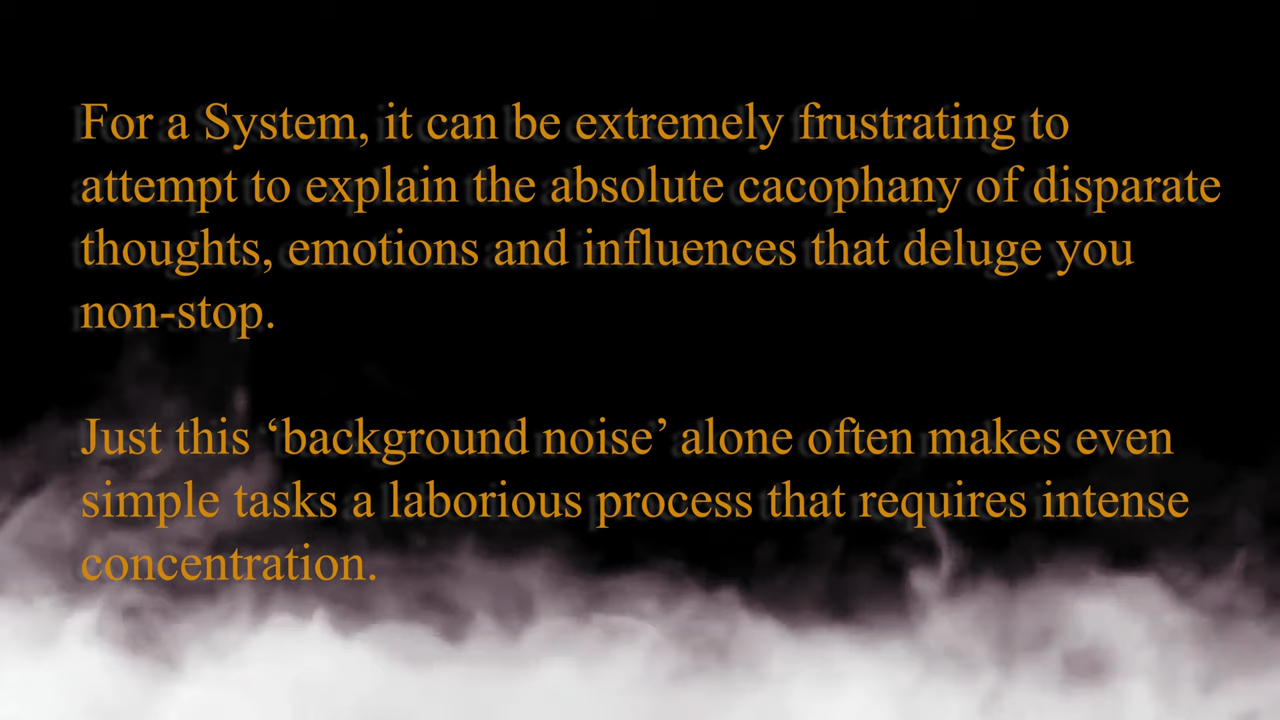 For a System, it can be extremely frustrating to
attempt to explain the absolute cacophany of disparate
thoughts, emotions and influences that deluge you
non-stop.
Just this ‘background noise’ alone often makes even
simple tasks a laborious process that requires intense
concentration.